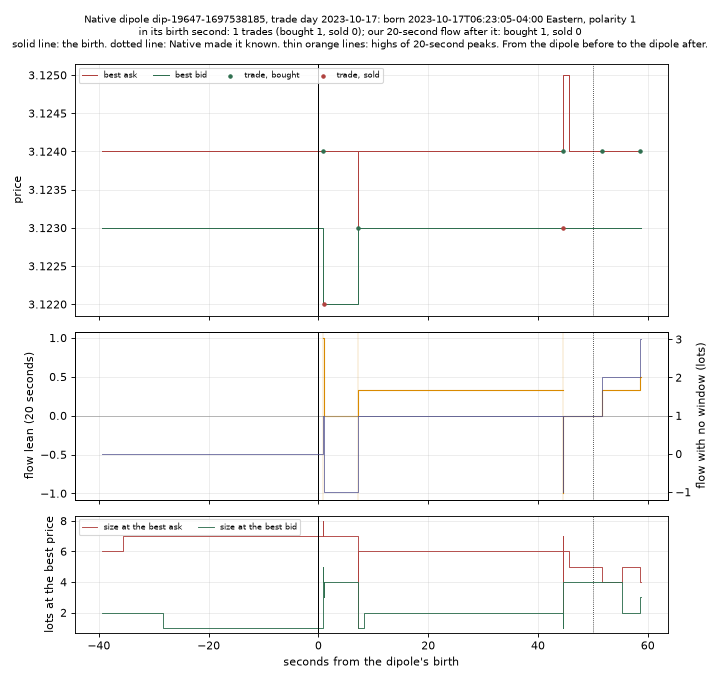 Native dipole dip-19647-1697538185, trade day 2023-10-17: born 2023-10-17T06:23:05-04:00 Eastern, polarity 1
in its birth second: 1 trades (bought 1, sold 0); our 20-second flow after it: bought 1, sold 0
solid line: the birth. dotted line: Native made it known. thin orange lines: highs of 20-second peaks. From the dipole before to the dipole after.
best ask best bid trade, bought trade, sold
3.1250
3.1245
3.1240
3.1235
3.1230
3.1225
3.1220
price
1.0
0.5
0.0
−0.5
−1.0
flow lean (20 seconds)
3
2
1
0
−1
flow with no window (lots)
size at the best ask size at the best bid
8
6
4
2
lots at the best price
−40 −20 0 20 40 60
seconds from the dipole's birth